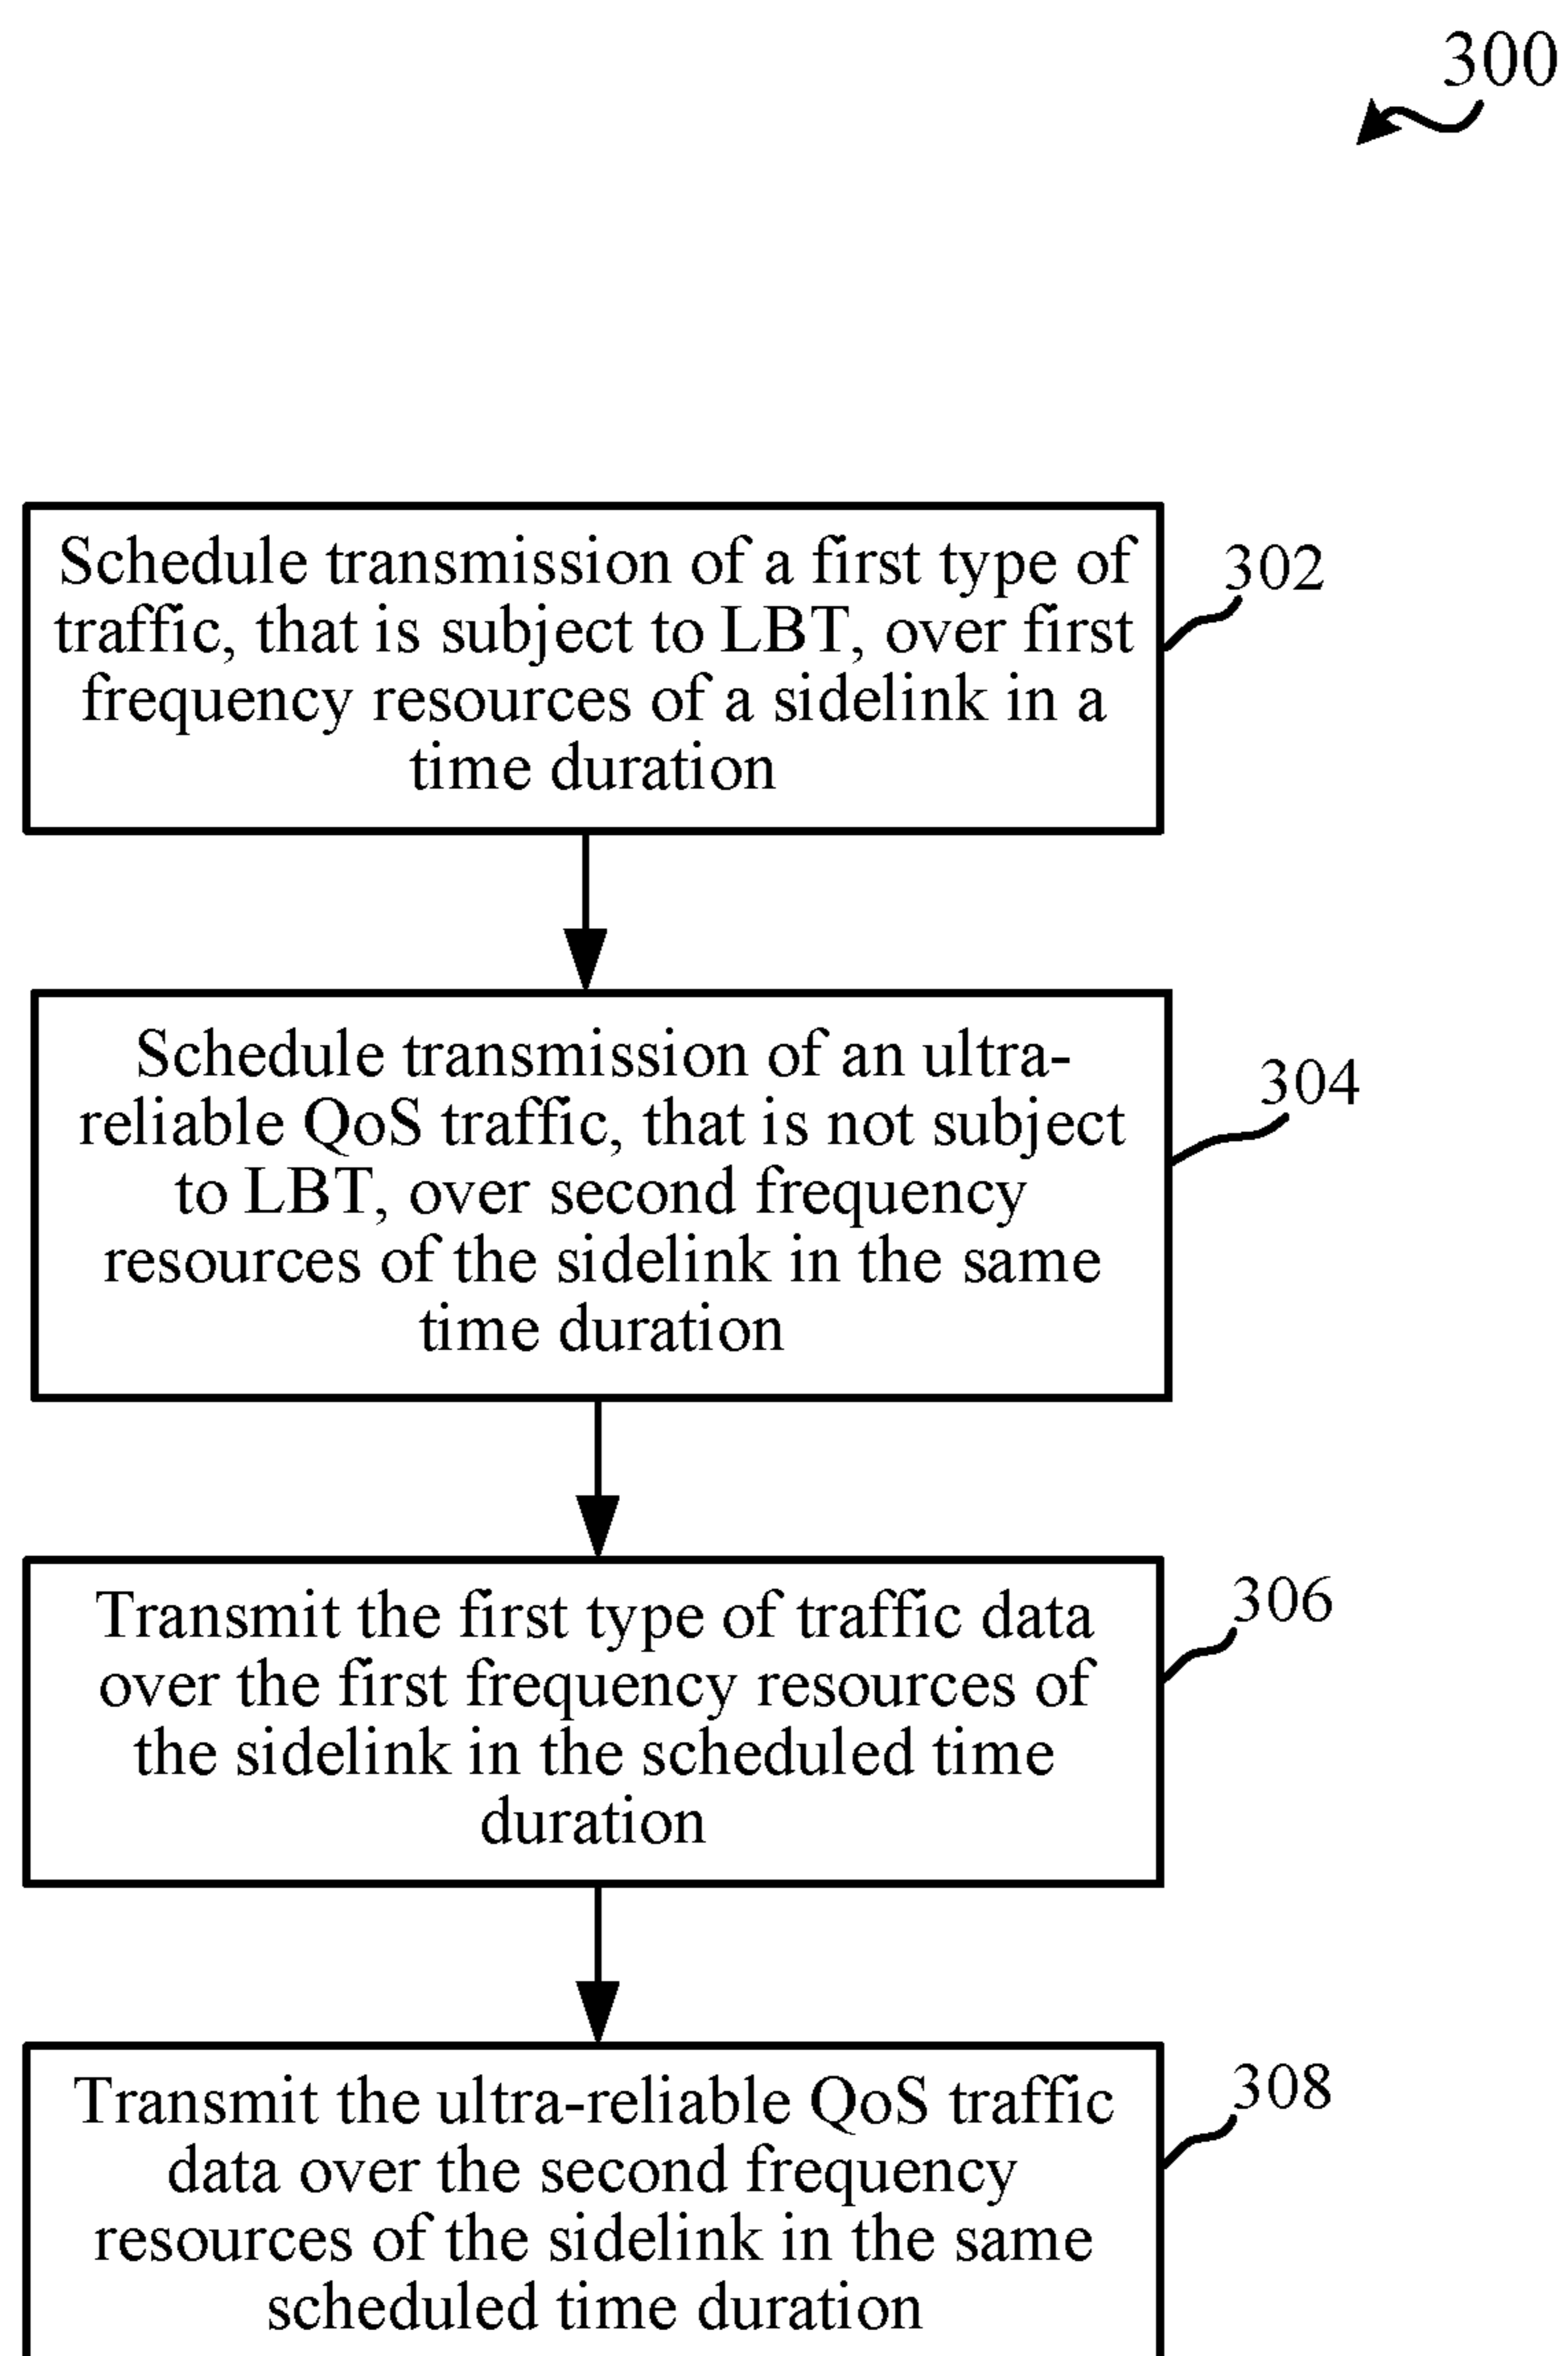 300
Schedule transmission of a first type of
traffic, that is subject to LBT, over first
frequency resources of a sidelink in a
time duration
302
Schedule transmission of an ultra-
reliable QoS traffic, that is not subject
to LBT, over second frequency
resources of the sidelink in the same
time duration
304
Transmit the first type of traffic data
over the first frequency resources of
the sidelink in the scheduled time
duration
306
Transmit the ultra-reliable QoS traffic
data over the second frequency
resources of the sidelink in the same
scheduled time duration
308